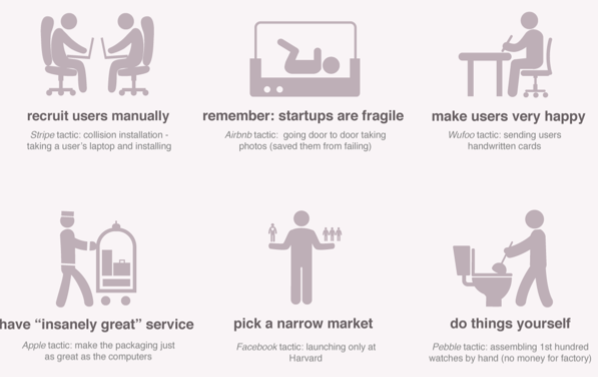 recruit users manually
Stripe tactic: collision installation -
taking a user's laptop and installing
remember: startups are fragile
Airbnb tactic: going door to door taking
photos (saved them from failing)
make users very happy
Wufoo tactic: sending users
handwritten cards
have “insanely great” service
Apple tactic: make the packaging just
as great as the computers
pick a narrow market
Facebook tactic: launching only at
Harvard
do things yourself
Pebble tactic: assembling 1st hundred
watches by hand (no money for factory)